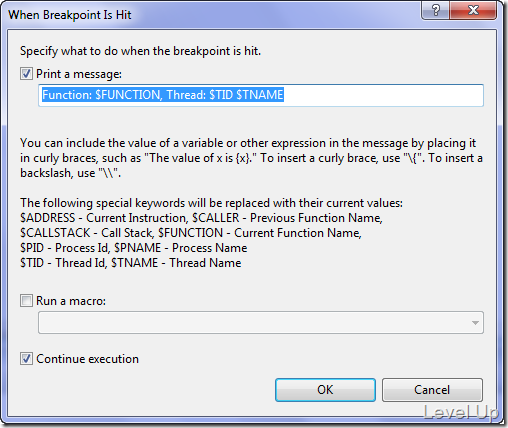 When Breakpoint Is Hit
Specify what to do when the breakpoint is hit.
Print a message:
Function: $FUNCTION, Thread: $TID $TNAME
You can include the value of a variable or other expression in the message by placing it
in curly braces, such as "The value of x is {x}." To insert a curly brace, use "\{". To insert a
backslash, use "\\".
The following special keywords will be replaced with their current values:
$ADDRESS - Current Instruction, $CALLER - Previous Function Name,
$CALLSTACK - Call Stack, $FUNCTION - Current Function Name,
$PID - Process Id, $PNAME - Process Name
$TID - Thread Id, $TNAME - Thread Name
Run a macro:
Continue execution
OK Cancel
Level Up